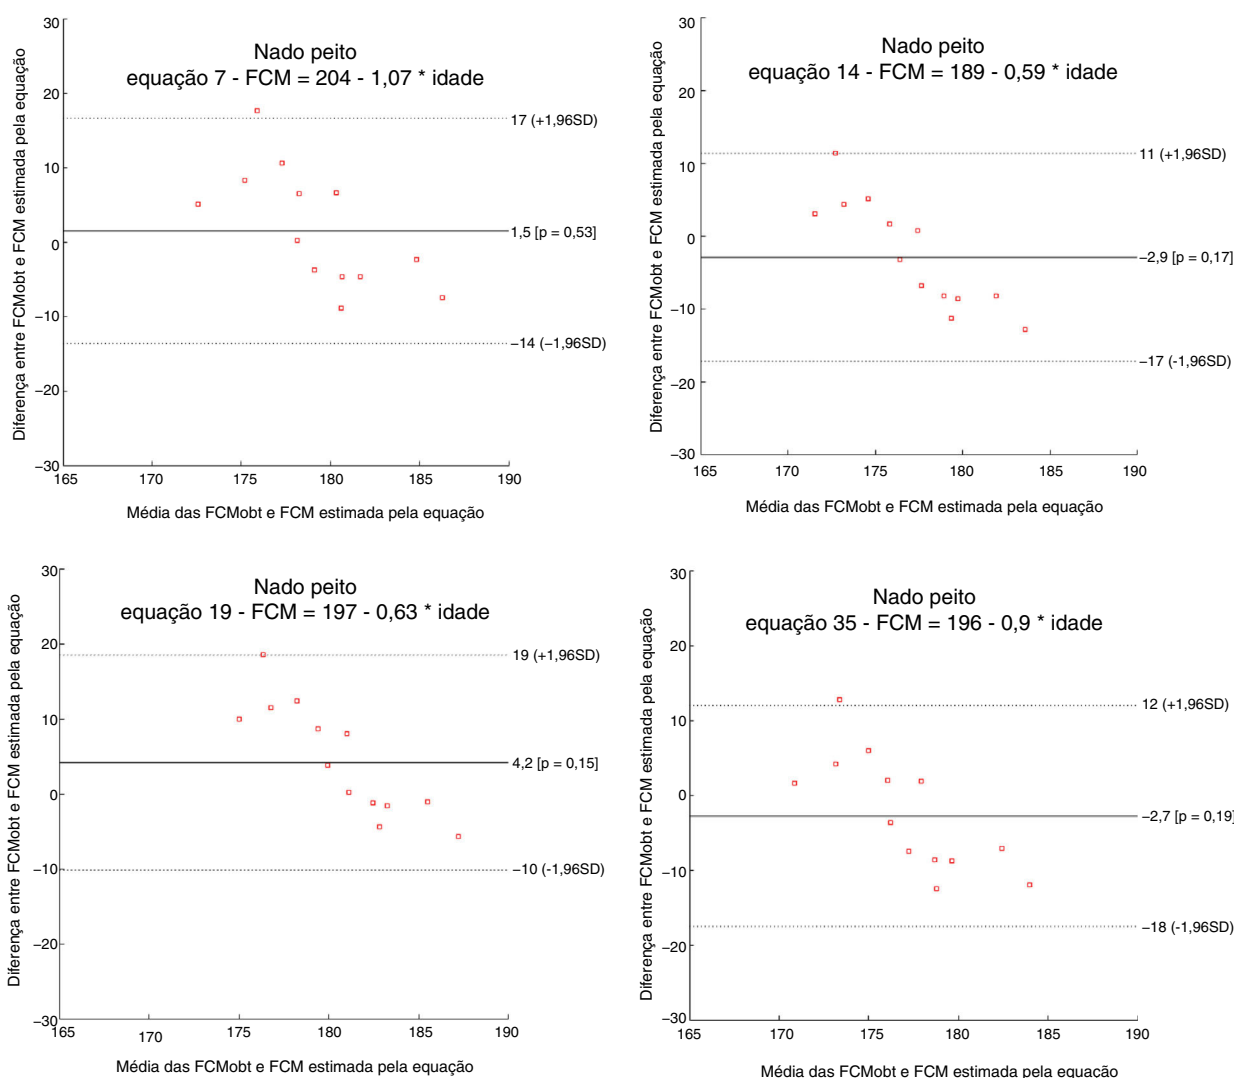 Nado peito
equação 7 - FCM = 204 - 1,07 * idade
Diferença entre FCMobt e FCM estimada pela equação
30
20
10
0
−10
−20
−30
17 (+1,96SD)
1,5 [p = 0,53]
−14 (−1,96SD)
165 170 175 180 185 190
Média das FCMobt e FCM estimada pela equação
Nado peito
equação 14 - FCM = 189 - 0,59 * idade
Diferença entre FCMobt e FCM estimada pela equação
30
20
10
0
−10
−20
−30
11 (+1,96SD)
−2,9 [p = 0,17]
−17 (-1,96SD)
165 170 175 180 185 190
Média das FCMobt e FCM estimada pela equação
Nado peito
equação 19 - FCM = 197 - 0,63 * idade
Diferença entre FCMobt e FCM estimada pela equação
30
20
10
0
−10
−20
−30
19 (+1,96SD)
4,2 [p = 0,15]
−10 (-1,96SD)
165 170 175 180 185 190
Média das FCMobt e FCM estimada pela equação
Nado peito
equação 35 - FCM = 196 - 0,9 * idade
Diferença entre FCMobt e FCM estimada pela equação
30
20
10
0
−10
−20
−30
12 (+1,96SD)
−2,7 [p = 0,19]
−18 (-1,96SD)
165 170 175 180 185 190
Média das FCMobt e FCM estimada pela equação